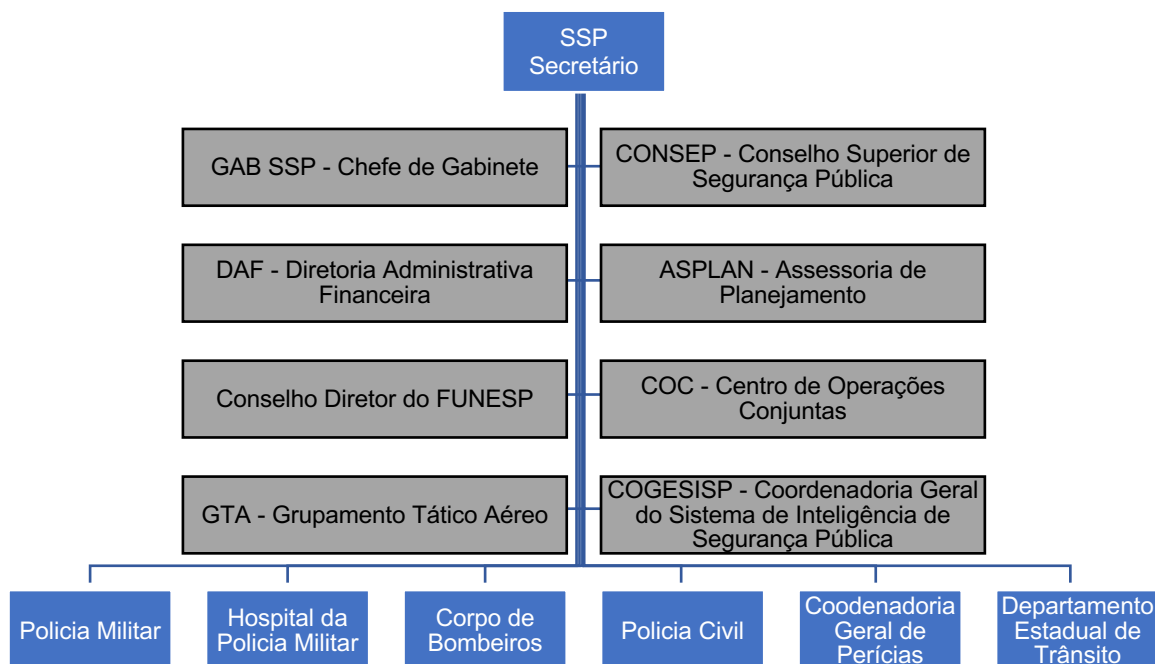 SSP
Secretário
GAB SSP - Chefe de Gabinete
CONSEP - Conselho Superior de
Segurança Pública
DAF - Diretoria Administrativa
Financeira
ASPLAN - Assessoria de
Planejamento
Conselho Diretor do FUNESP
COC - Centro de Operações
Conjuntas
GTA - Grupamento Tático Aéreo
COGESISP - Coordenadoria Geral
do Sistema de Inteligência de
Segurança Pública
Policia Militar
Hospital da
Policia Militar
Corpo de
Bombeiros
Policia Civil
Coodenadoria
Geral de
Perícias
Departamento
Estadual de
Trânsito